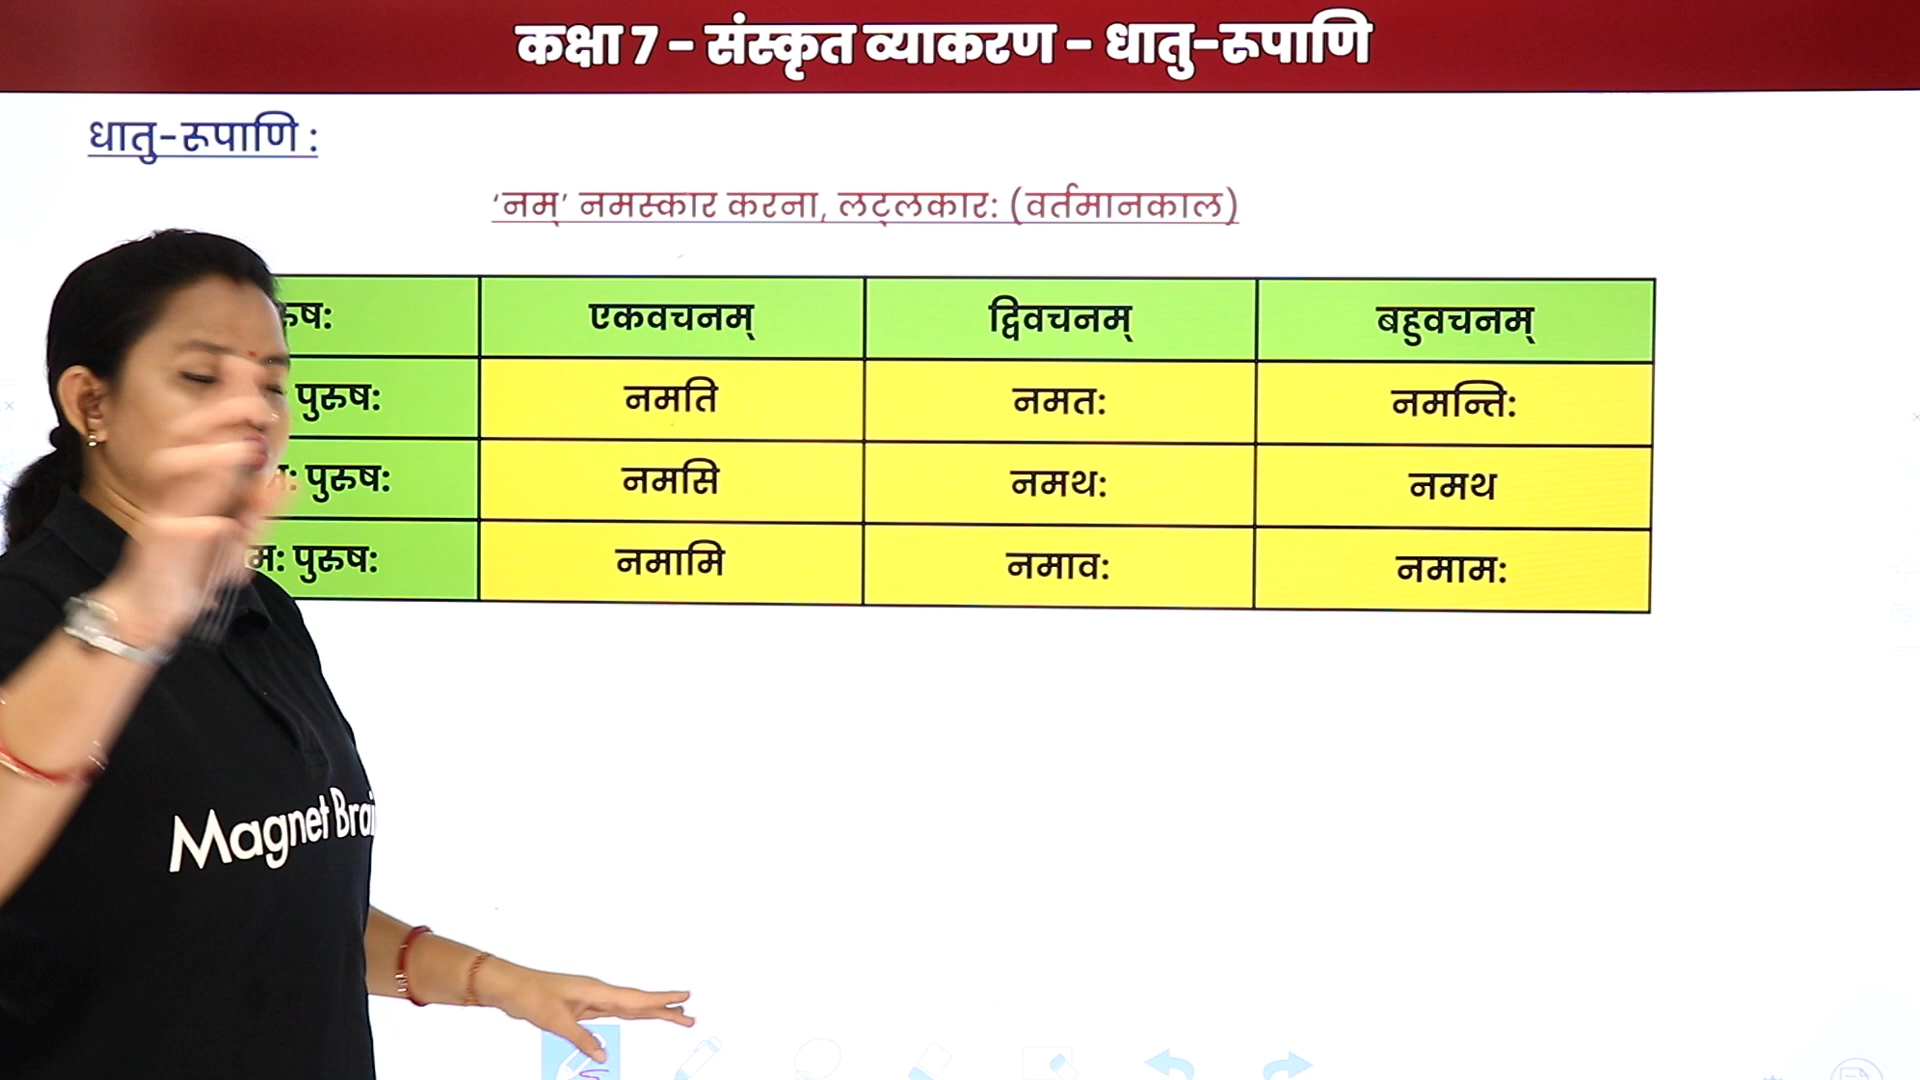 कक्षा 7 - संस्कृत व्याकरण - धातु-रूपाणि
धातु-रूपाणि :
‘नम्’ नमस्कार करना, लट्लकार: (वर्तमानकाल)
एकवचनम् द्विवचनम् बहुवचनम्
पुरुष: नमति नमत: नमन्ति:
पुरुष: नमसि नमथ: नमथ
पुरुष: नमामि नमाव: नमाम:
Magnet